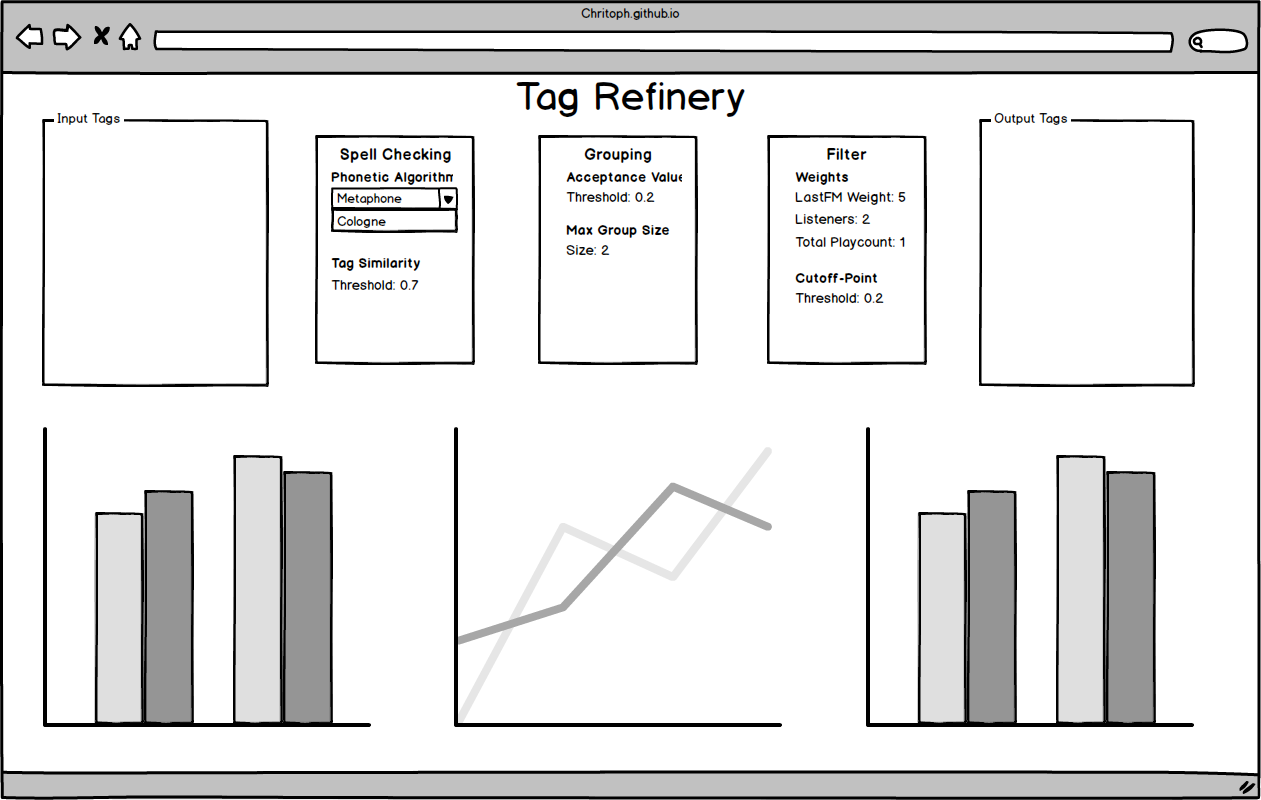 Chritoph.github.io
Tag Refinery
Input Tags
Spell Checking
Phonetic Algorithm
Metaphone
Cologne
Tag Similarity
Threshold: 0.7
Grouping
Acceptance Value
Threshold: 0.2
Max Group Size
Size: 2
Filter
Weights
LastFM Weight: 5
Listeners: 2
Total Playcount: 1
Cutoff-Point
Threshold: 0.2
Output Tags